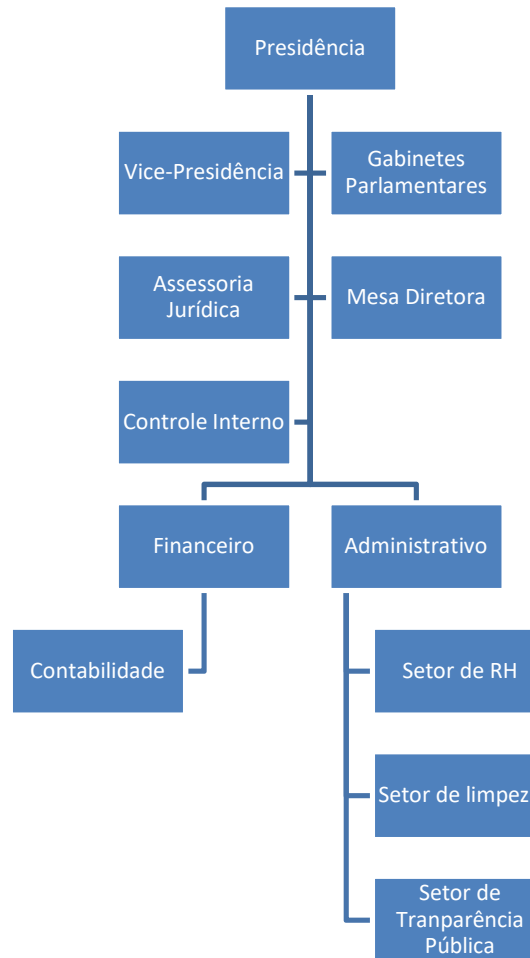 Presidência
Vice-Presidência
Gabinetes
Parlamentares
Assessoria
Jurídica
Mesa Diretora
Controle Interno
Financeiro
Administrativo
Contabilidade
Setor de RH
Setor de limpez
Setor de
Tranparência
Pública